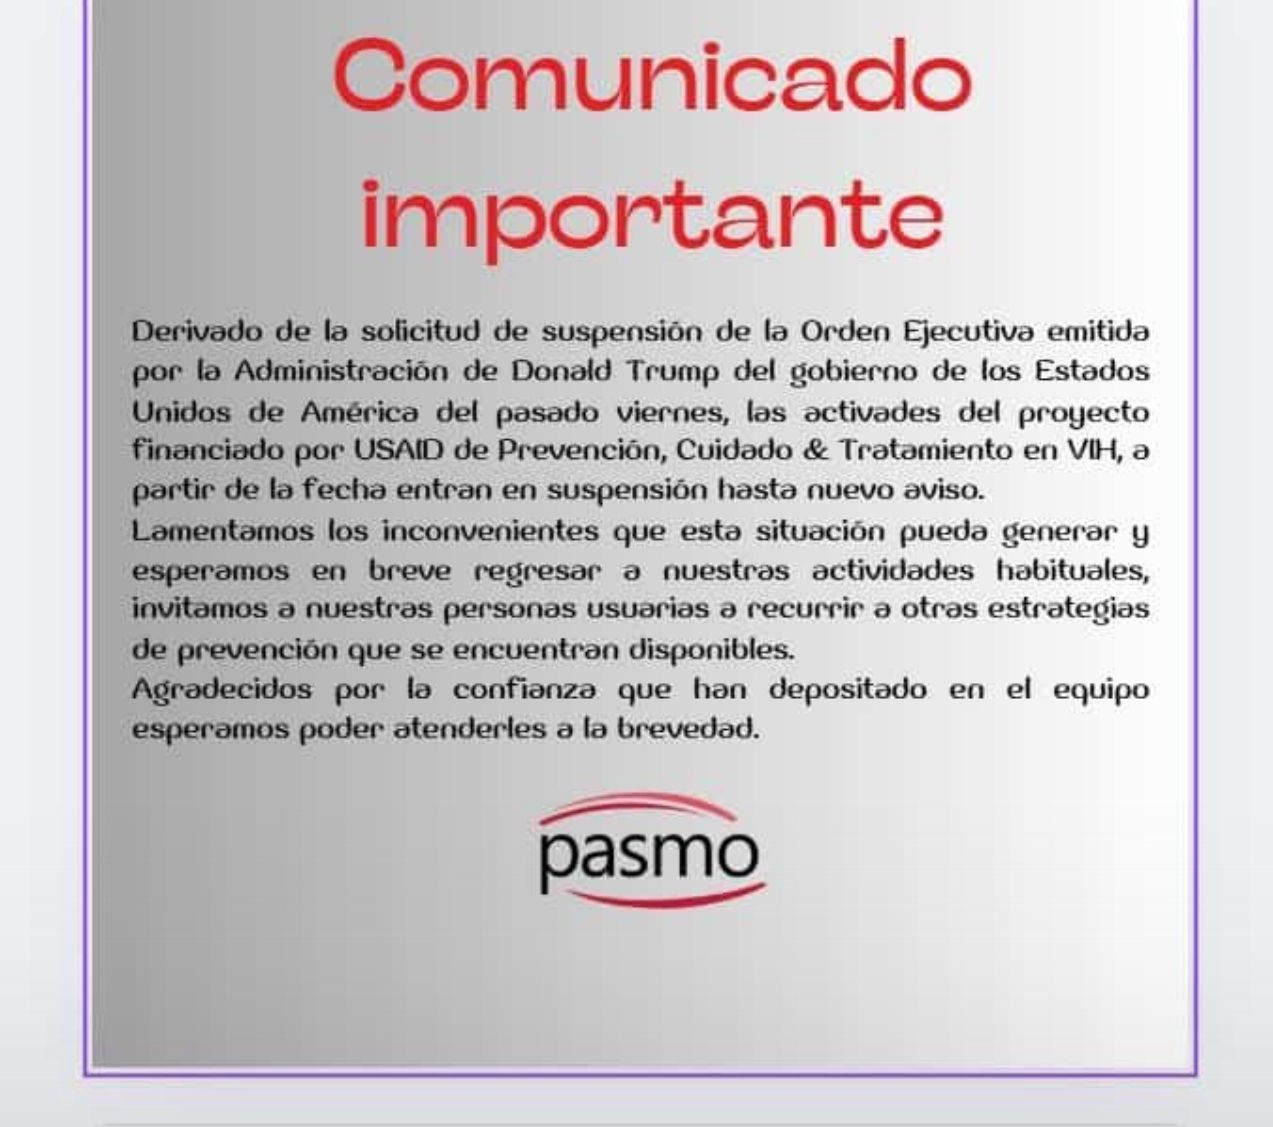 Comunicado
importante
Derivado de la solicitud de suspensión de la Orden Ejecutiva emitida
por la Administración de Donald Trump del gobierno de los Estados
Unidos de América del pasado viernes, las activades del proyecto
financiado por USAID de Prevención, Cuidado & Tratamiento en VIH, a
partir de la fecha entran en suspensión hasta nuevo aviso.
Lamentamos los inconvenientes que esta situación pueda generar y
esperamos en breve regresar a nuestras actividades habituales,
invitamos a nuestras personas usuarias a recurrir a otras estrategias
de prevención que se encuentran disponibles.
Agradecidos por la confianza que han depositado en el equipo
esperamos poder atenderles a la brevedad.
pasmo